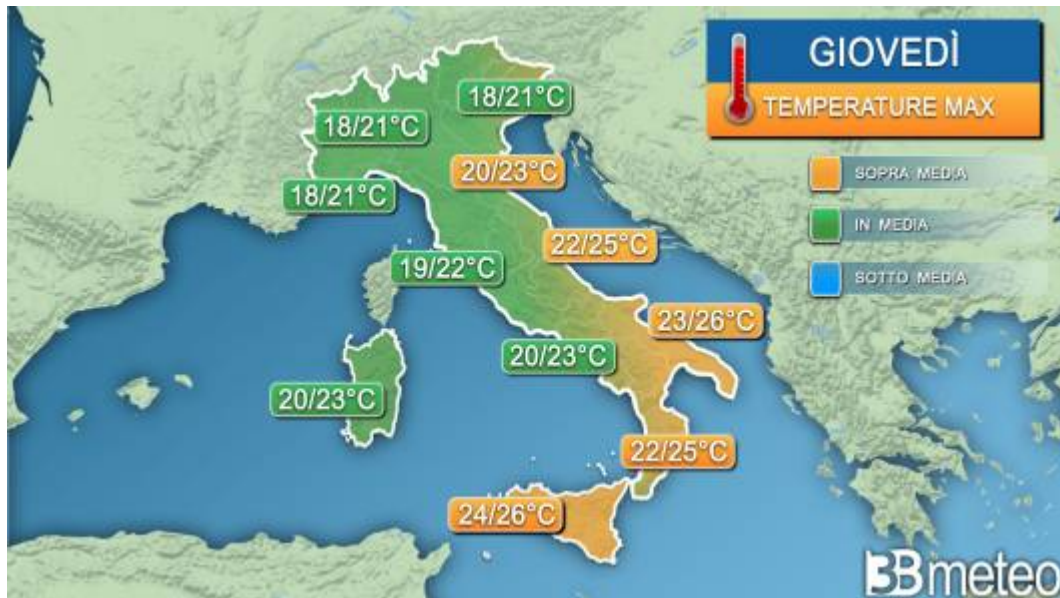 GIOVEDÌ
TEMPERATURE MAX
SOPRA MEDIA
IN MEDIA
SOTTO MEDIA
18/21°C
18/21°C
20/23°C
18/21°C
22/25°C
19/22°C
23/26°C
20/23°C
20/23°C
22/25°C
24/26°C
3Bmeteo